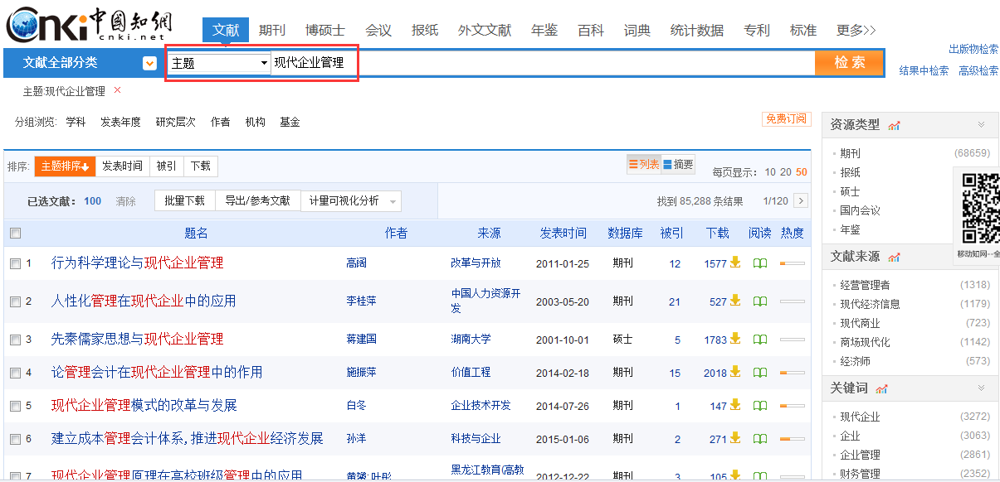 Cnki中國知網
cnki.net
文献 期刊 博硕士 会议 报纸 外文文献 年鉴 百科 词典 统计数据 专利 标准 更多>>
文献全部分类 主题 现代企业管理 检索
出版物检索
结果中检索 高级检索
主题:现代企业管理 ×
分组浏览: 学科 发表年度 研究层次 作者 机构 基金 免费订阅
排序: 主题排序↓ 发表时间 被引 下载 列表 摘要 每页显示: 10 20 50
已选文献: 100 清除 批量下载 导出/参考文献 计量可视化分析 找到 85,288 条结果 1/120 >
题名 作者 来源 发表时间 数据库 被引 下载 阅读 热度
1 行为科学理论与现代企业管理 高阔 改革与开放 2011-01-25 期刊 12 1577
2 人性化管理在现代企业中的应用 李桂萍 中国人力资源开发 2003-05-20 期刊 21 527
3 先秦儒家思想与现代企业管理 蒋建国 湖南大学 2001-10-01 硕士 5 1783
4 论管理会计在现代企业管理中的作用 施振萍 价值工程 2014-02-18 期刊 15 2018
5 现代企业管理模式的改革与发展 白冬 企业技术开发 2014-07-26 期刊 1 147
6 建立成本管理会计体系,推进现代企业经济发展 孙洋 科技与企业 2015-01-06 期刊 2 271
7 现代企业管理原理在高校班级管理中的应用 黑龙江教育(高教 2012-12-22 期刊 3 105
资源类型
期刊 (68659)
报纸
硕士
国内会议
年鉴
移动知网--全
文献来源
经营管理者 (1318)
现代经济信息 (1179)
现代商业 (723)
商场现代化 (1142)
经济师 (573)
关键词
现代企业 (3272)
企业 (3063)
企业管理 (2861)
财务管理 (2352)